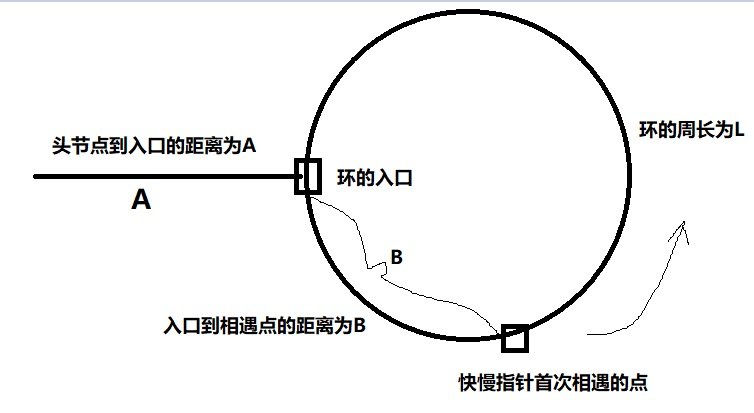 头节点到入口的距离为A
环的周长为L
A
环的入口
B
入口到相遇点的距离为B
快慢指针首次相遇的点